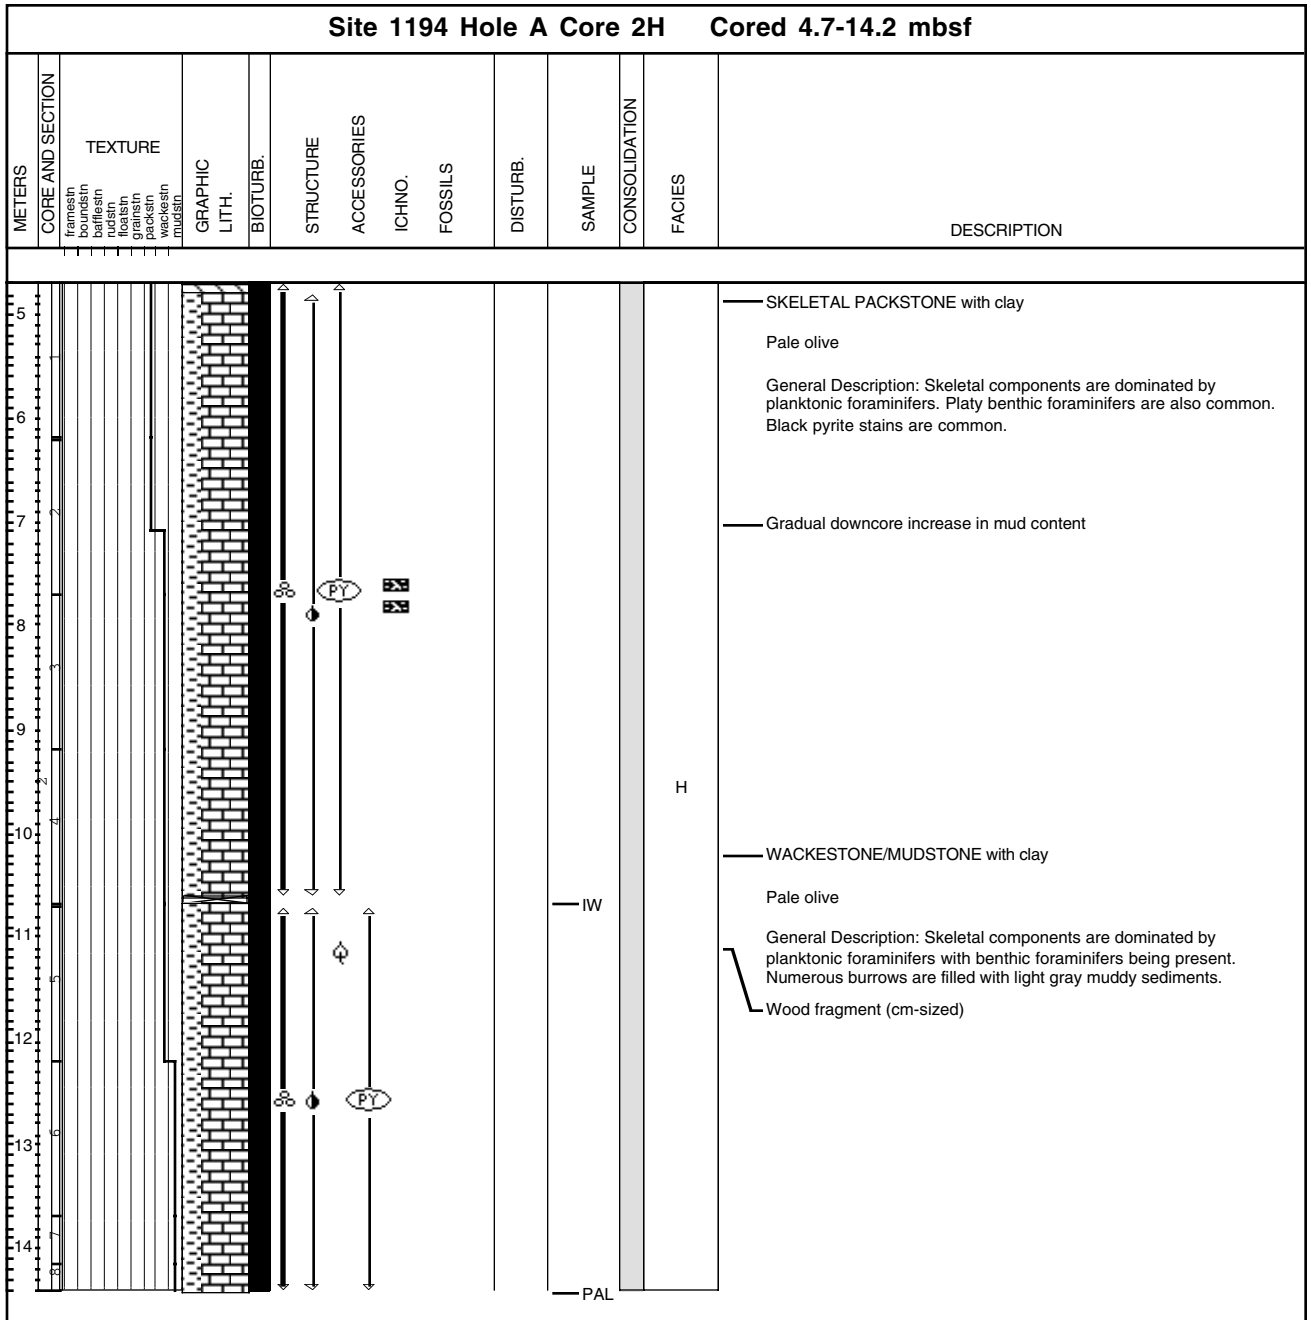 Site 1194 Hole A Core 2H Cored 4.7-14.2 mbsf
METERS
CORE AND SECTION
TEXTURE
framestn
boundstn
bafflestn
rudstn
floatstn
grainstn
packstn
wackestn
mudstn
GRAPHIC
LITH.
BIOTURB.
STRUCTURE
ACCESSORIES
ICHNO.
FOSSILS
DISTURB.
SAMPLE
CONSOLIDATION
FACIES
DESCRIPTION
5
6
7
8
9
10
11
12
13
14
1
2
3
2
4
5
6
7
8
PY
PY
IW
PAL
H
SKELETAL PACKSTONE with clay
Pale olive
General Description: Skeletal components are dominated by
planktonic foraminifers. Platy benthic foraminifers are also common.
Black pyrite stains are common.
Gradual downcore increase in mud content
WACKESTONE/MUDSTONE with clay
Pale olive
General Description: Skeletal components are dominated by
planktonic foraminifers with benthic foraminifers being present.
Numerous burrows are filled with light gray muddy sediments.
Wood fragment (cm-sized)